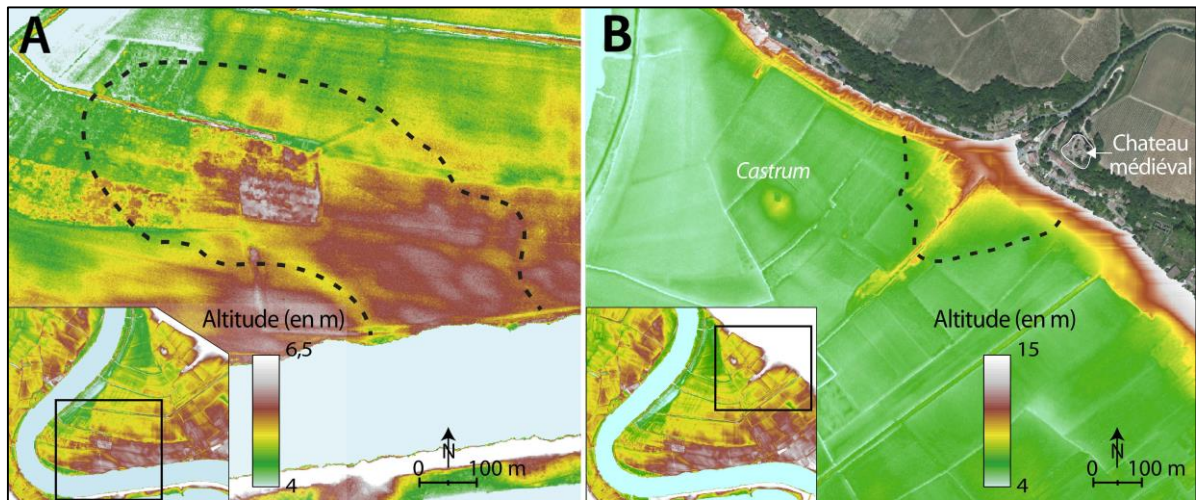 A
Altitude (en m)
6,5
4
N
0 100 m
B
Castrum
Chateau
médiéval
Altitude (en m)
15
4
N
0 100 m